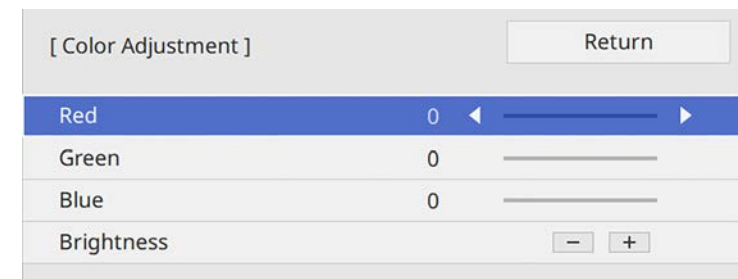 [ Color Adjustment ] Return
Red 0
Green 0
Blue 0
Brightness − +